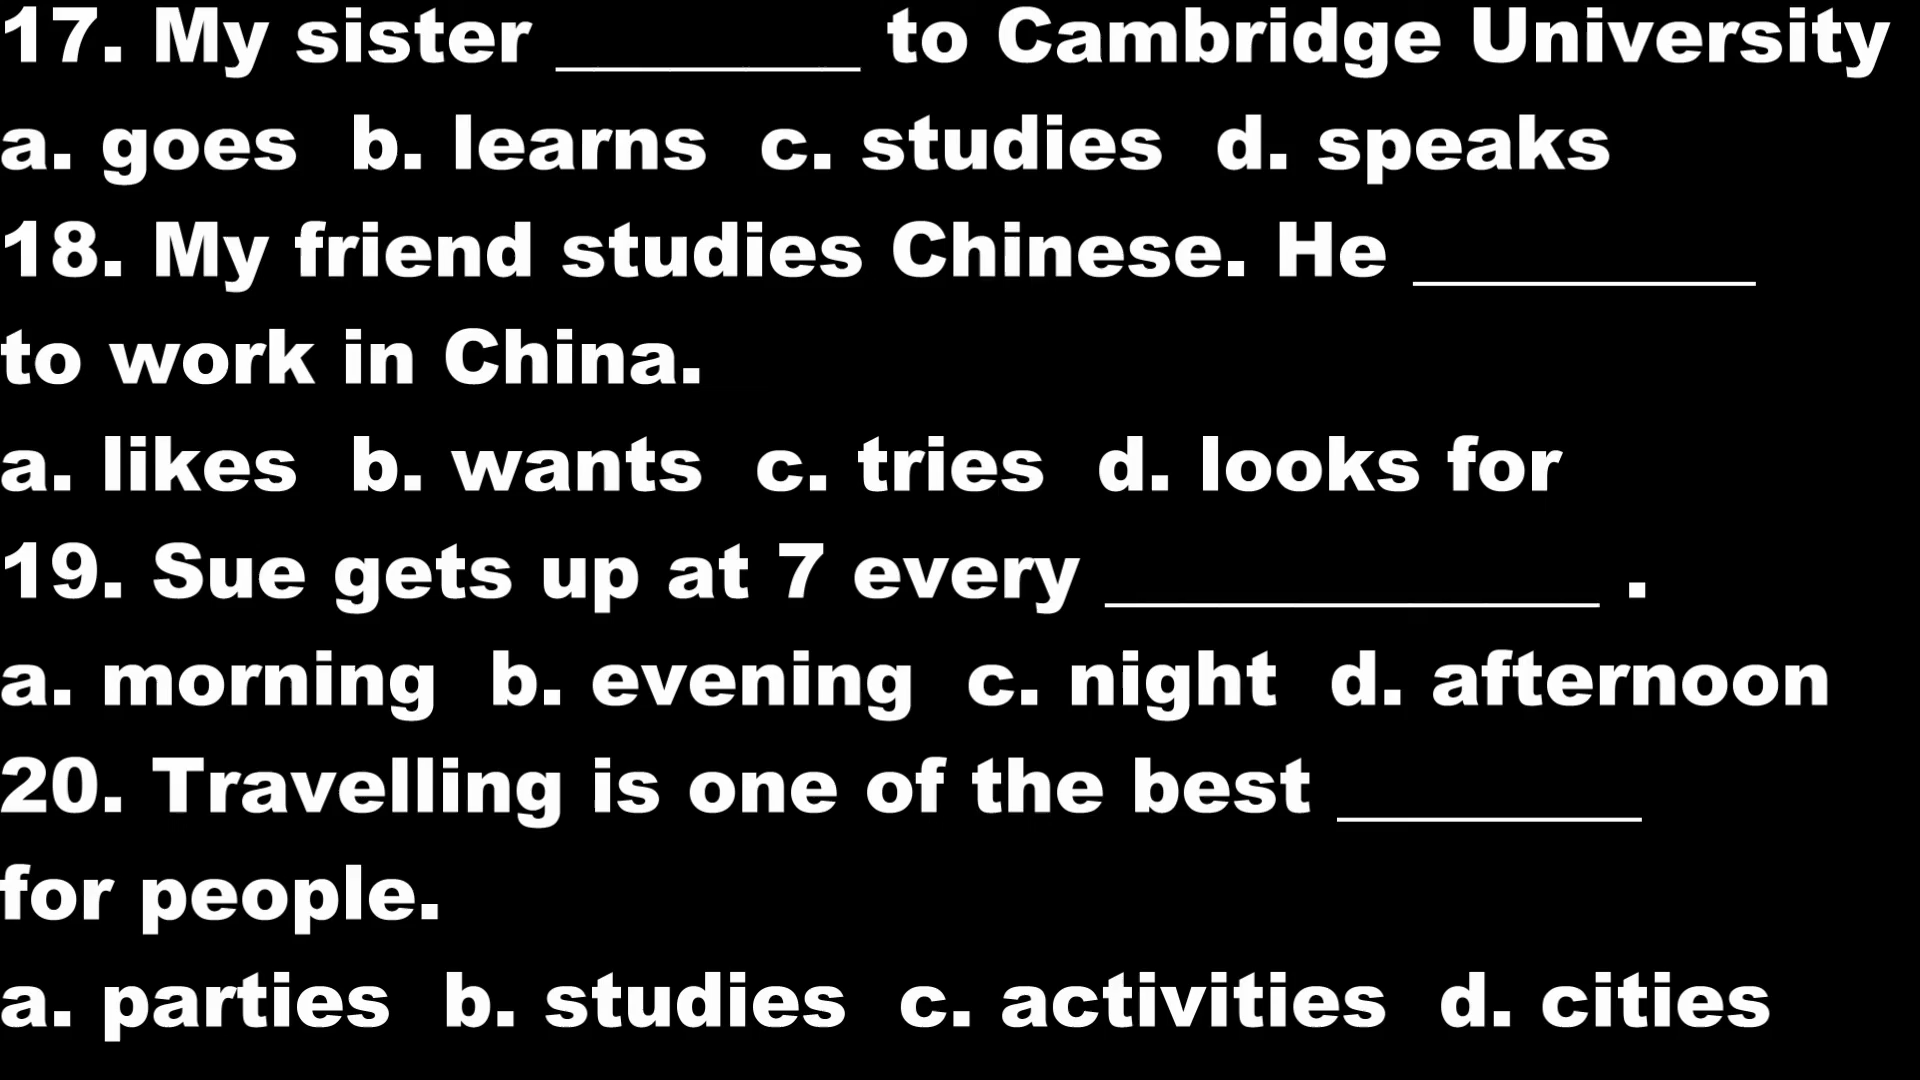 17. My sister ________ to Cambridge University
a. goes  b. learns  c. studies  d. speaks
18. My friend studies Chinese. He _________
to work in China.
a. likes  b. wants  c. tries  d. looks for
19. Sue gets up at 7 every _____________ .
a. morning  b. evening  c. night  d. afternoon
20. Travelling is one of the best ________
for people.
a. parties  b. studies  c. activities  d. cities